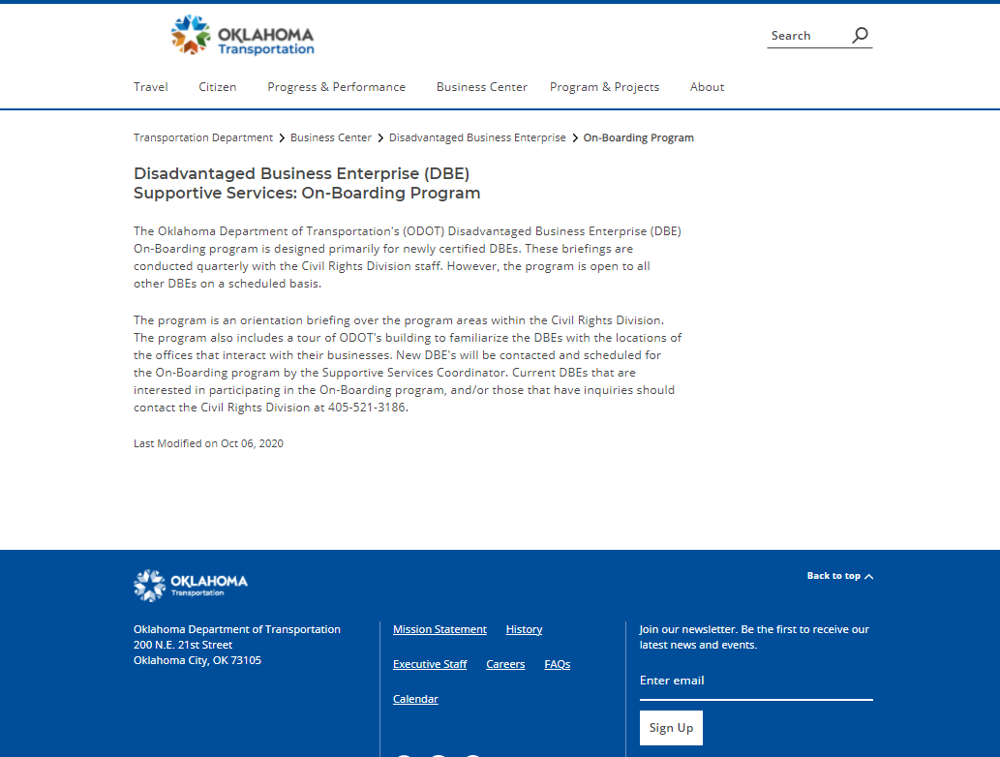 OKLAHOMA
Transportation
Search
Travel Citizen Progress & Performance Business Center Program & Projects About
Transportation Department Business Center Disadvantaged Business Enterprise On-Boarding Program
Disadvantaged Business Enterprise (DBE)
Supportive Services: On-Boarding Program
The Oklahoma Department of Transportation's (ODOT) Disadvantaged Business Enterprise (DBE)
On-Boarding program is designed primarily for newly certified DBEs. These briefings are
conducted quarterly with the Civil Rights Division staff. However, the program is open to all
other DBEs on a scheduled basis.
The program is an orientation briefing over the program areas within the Civil Rights Division.
The program also includes a tour of ODOT's building to familiarize the DBEs with the locations of
the offices that interact with their businesses. New DBE's will be contacted and scheduled for
the On-Boarding program by the Supportive Services Coordinator. Current DBEs that are
interested in participating in the On-Boarding program, and/or those that have inquiries should
contact the Civil Rights Division at 405-521-3186.
Last Modified on Oct 06, 2020
OKLAHOMA
Transportation
Back to top
Oklahoma Department of Transportation
200 N.E. 21st Street
Oklahoma City, OK 73105
Mission Statement History
Executive Staff Careers FAQs
Calendar
Join our newsletter. Be the first to receive our
latest news and events.
Enter email
Sign Up